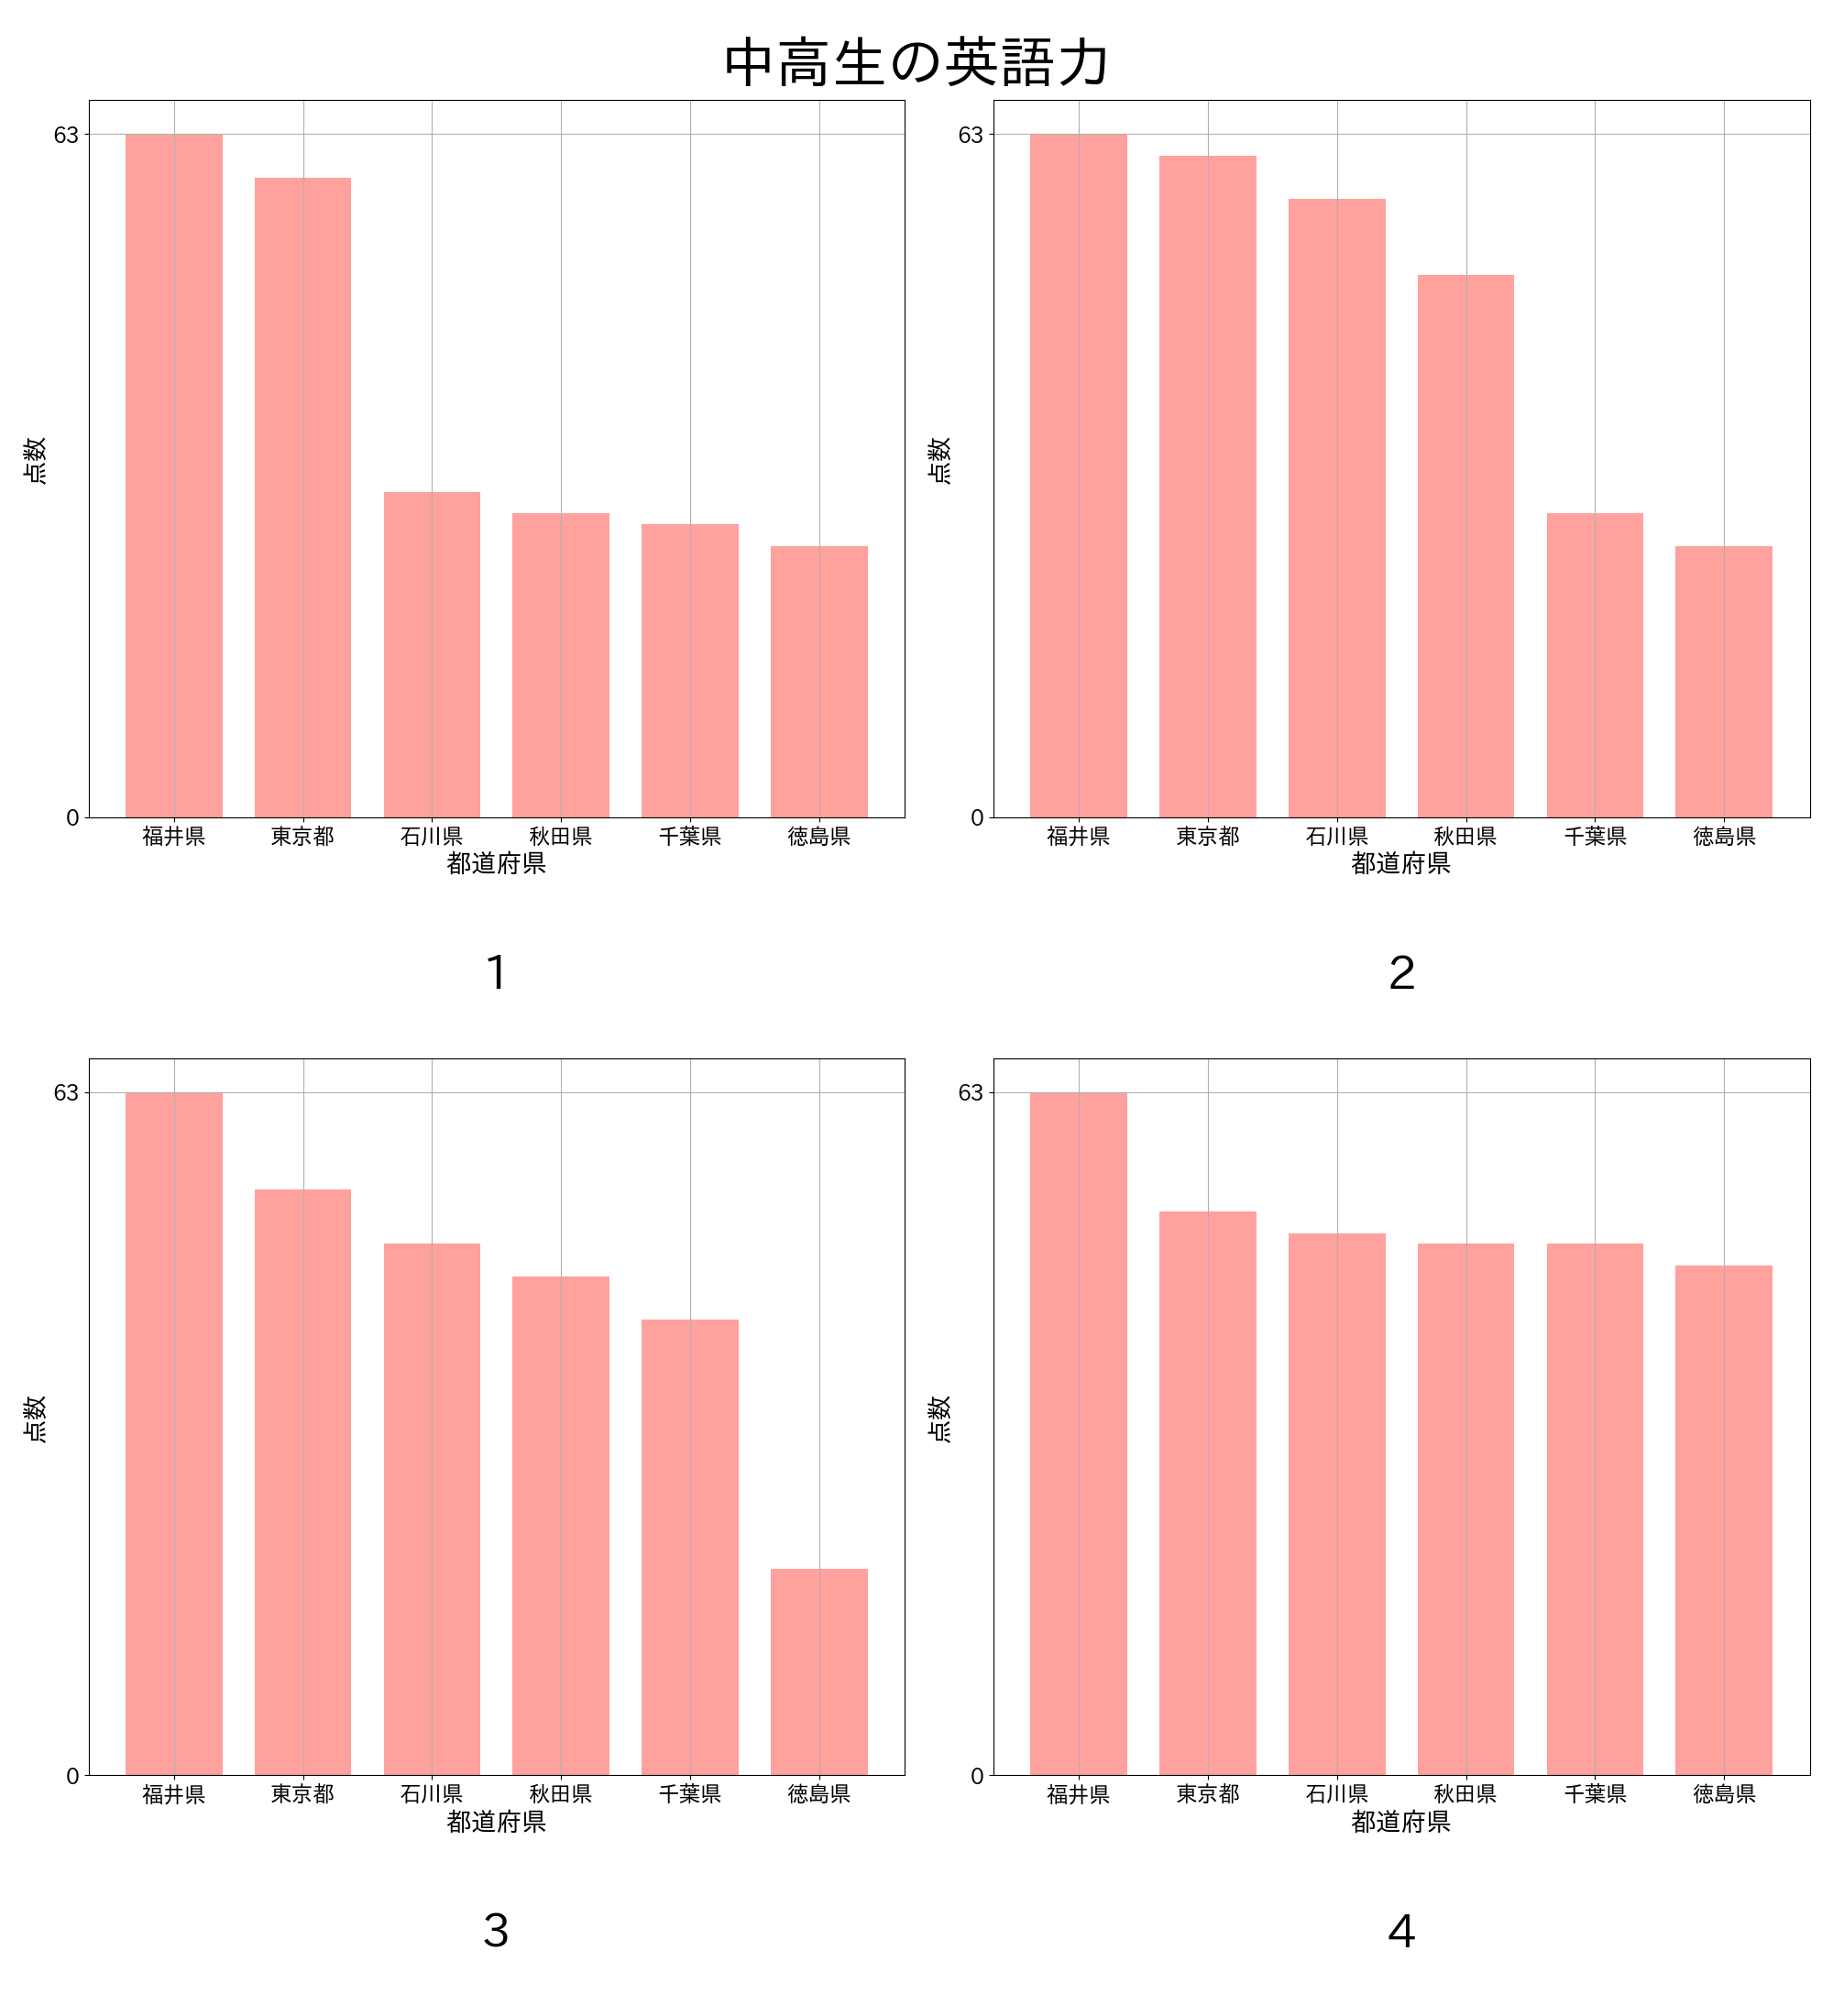 中高生の英語力
63
0
点数
福井県 東京都 石川県 秋田県 千葉県 徳島県
都道府県
1
63
0
点数
福井県 東京都 石川県 秋田県 千葉県 徳島県
都道府県
2
63
0
点数
福井県 東京都 石川県 秋田県 千葉県 徳島県
都道府県
3
63
0
点数
福井県 東京都 石川県 秋田県 千葉県 徳島県
都道府県
4